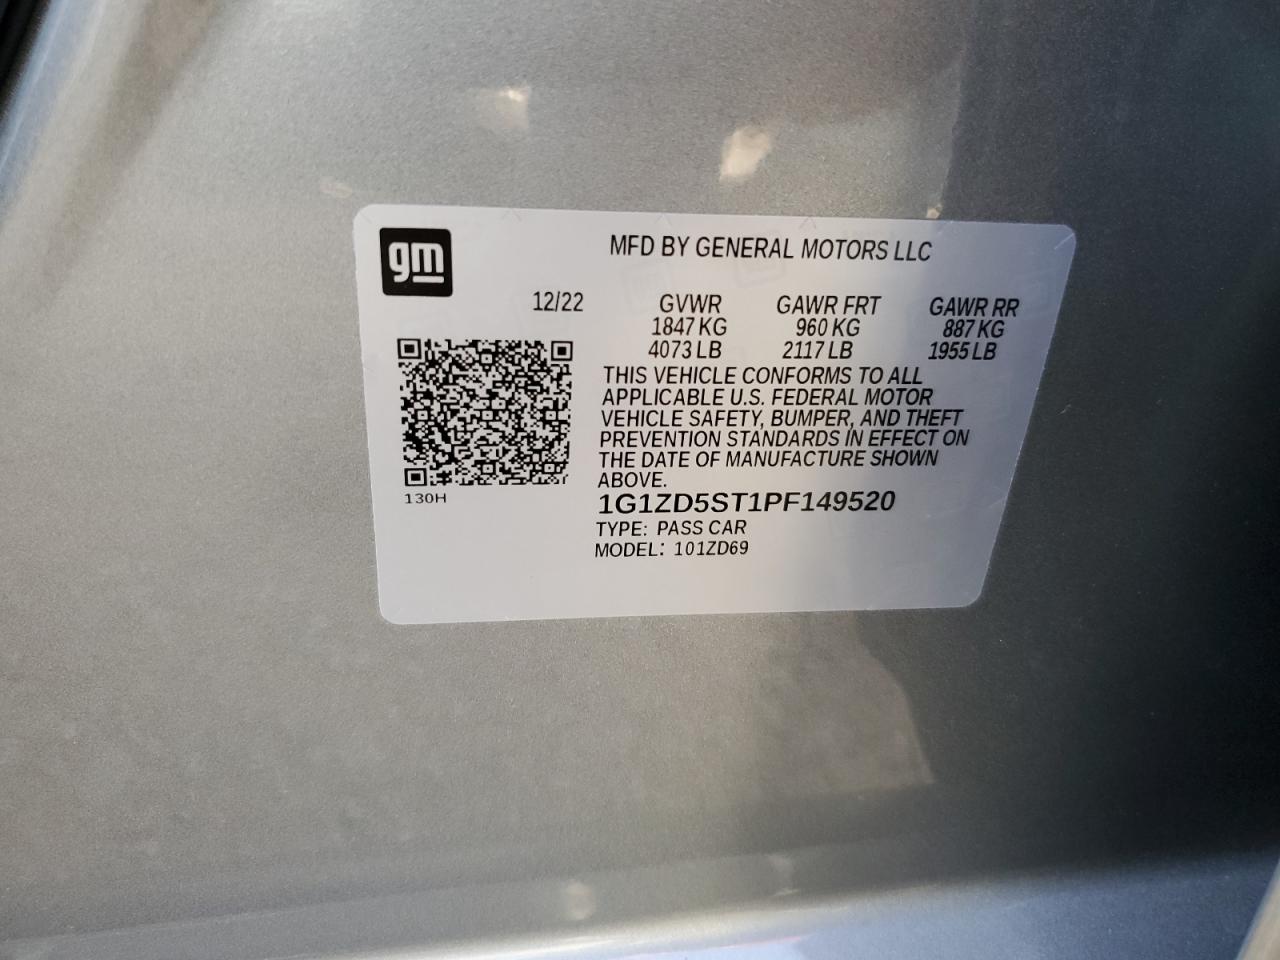 gm
MFD BY GENERAL MOTORS LLC
12/22 GVWR GAWR FRT GAWR RR
1847 KG 960 KG 887 KG
4073 LB 2117 LB 1955 LB
THIS VEHICLE CONFORMS TO ALL
APPLICABLE U.S. FEDERAL MOTOR
VEHICLE SAFETY, BUMPER, AND THEFT
PREVENTION STANDARDS IN EFFECT ON
THE DATE OF MANUFACTURE SHOWN
ABOVE.
130H
1G1ZD5ST1PF149520
TYPE: PASS CAR
MODEL: 101ZD69